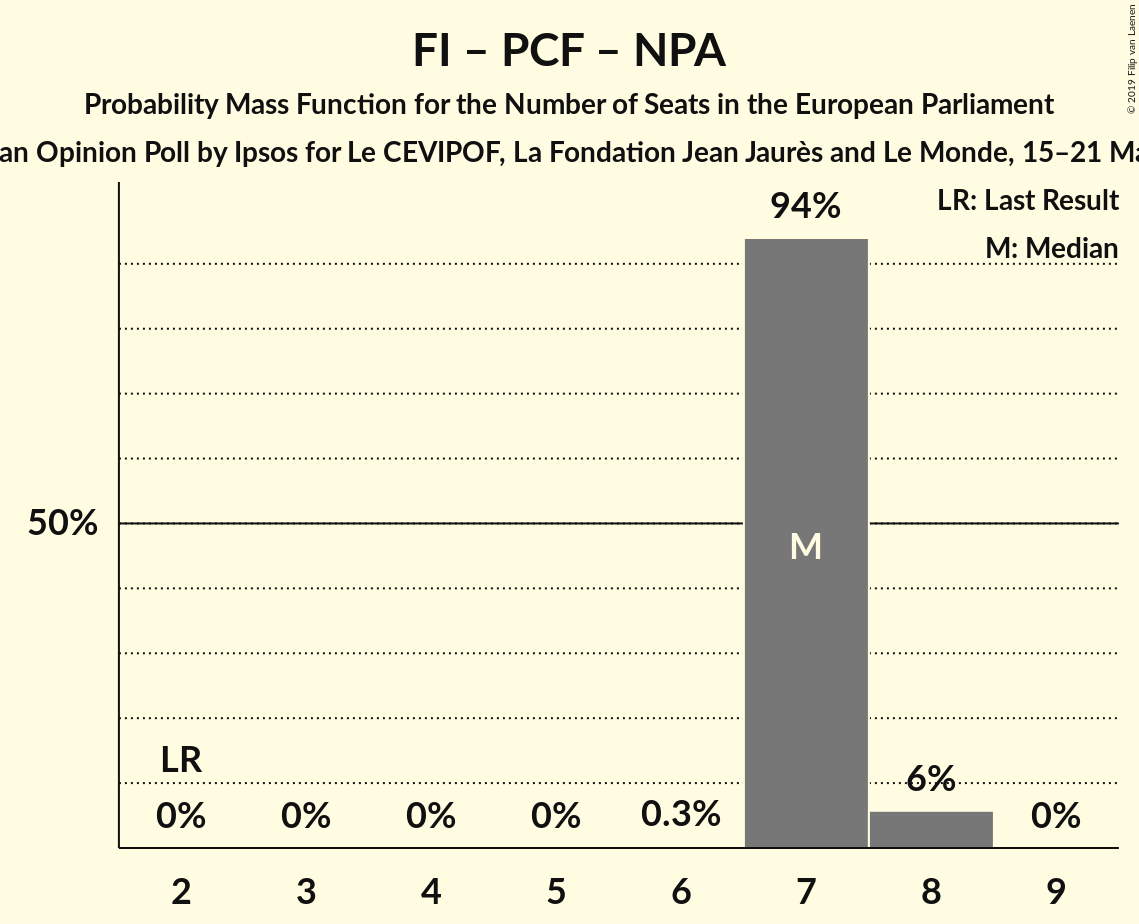 FI – PCF – NPA
Probability Mass Function for the Number of Seats in the European Parliament
an Opinion Poll by Ipsos for Le CEVIPOF, La Fondation Jean Jaurès and Le Monde, 15–21 Ma
© 2019 Filip van Laenen
LR: Last Result
M: Median
94%
50%
M
LR
6%
0% 0% 0% 0% 0.3% 0%
2 3 4 5 6 7 8 9